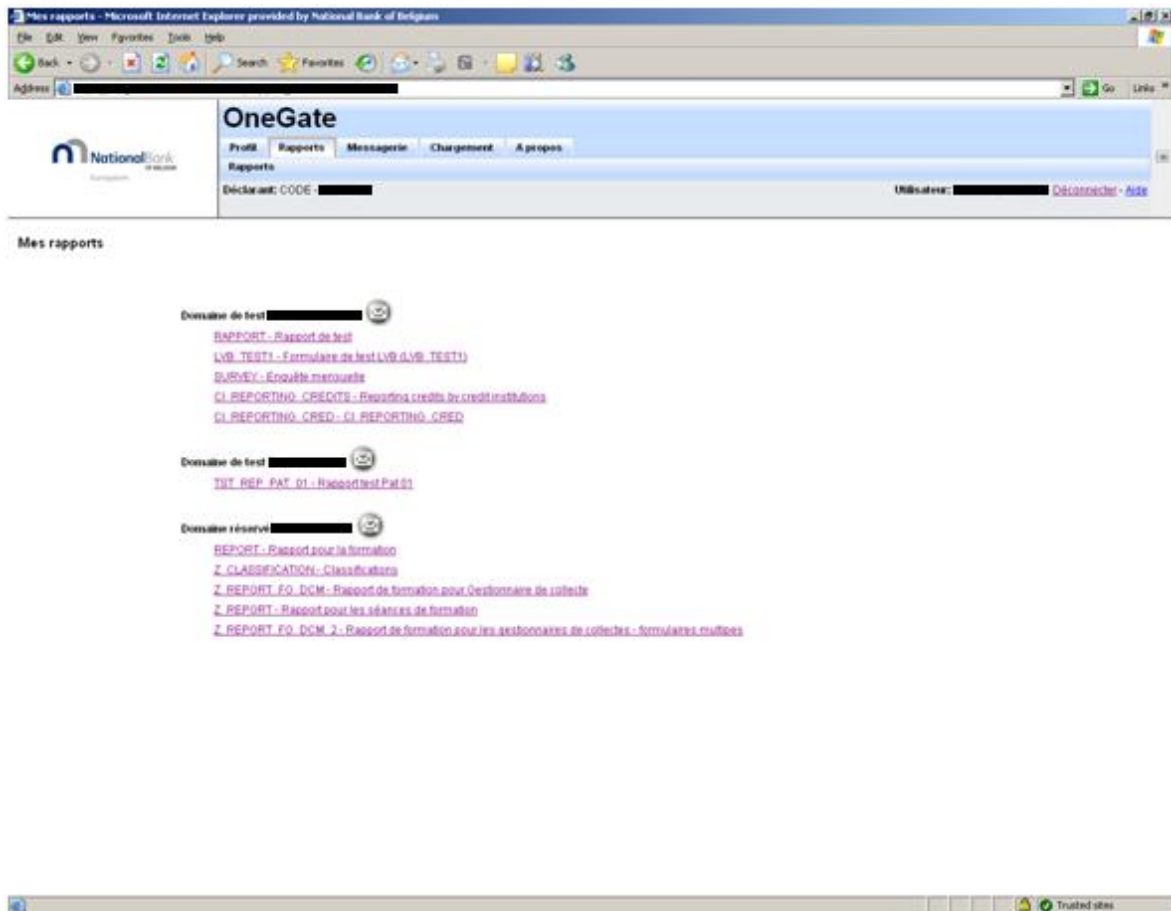 Mes rapports - Microsoft Internet Explorer provided by National Bank of Belgium
File Edit View Favorites Tools Help
Back Search Favorites
Address Go Links »
OneGate
NationalBank
OF BELGIUM
Eurosystem
Profil Rapports Messagerie Chargement A propos
Rapports
Déclarant: CODE - Utilisateur: Déconnecter - Aide
Mes rapports
Domaine de test
RAPPORT - Rapport de test
LVB_TEST1 - Formulaire de test LVB (LVB_TEST1)
SURVEY - Enquête mensuelle
CI_REPORTING_CREDITS - Reporting credits by credit institutions
CI_REPORTING_CRED - CI_REPORTING_CRED
Domaine de test
TST_REP_PAT_01 - Rapport test Pat 01
Domaine réservé
REPORT - Rapport pour la formation
Z_CLASSIFICATION - Classifications
Z_REPORT_FO_DCM - Rapport de formation pour Gestionnaire de collecte
Z_REPORT - Rapport pour les séances de formation
Z_REPORT_FO_DCM_2 - Rapport de formation pour les gestionnaires de collectes - formulaires multipes
Trusted sites